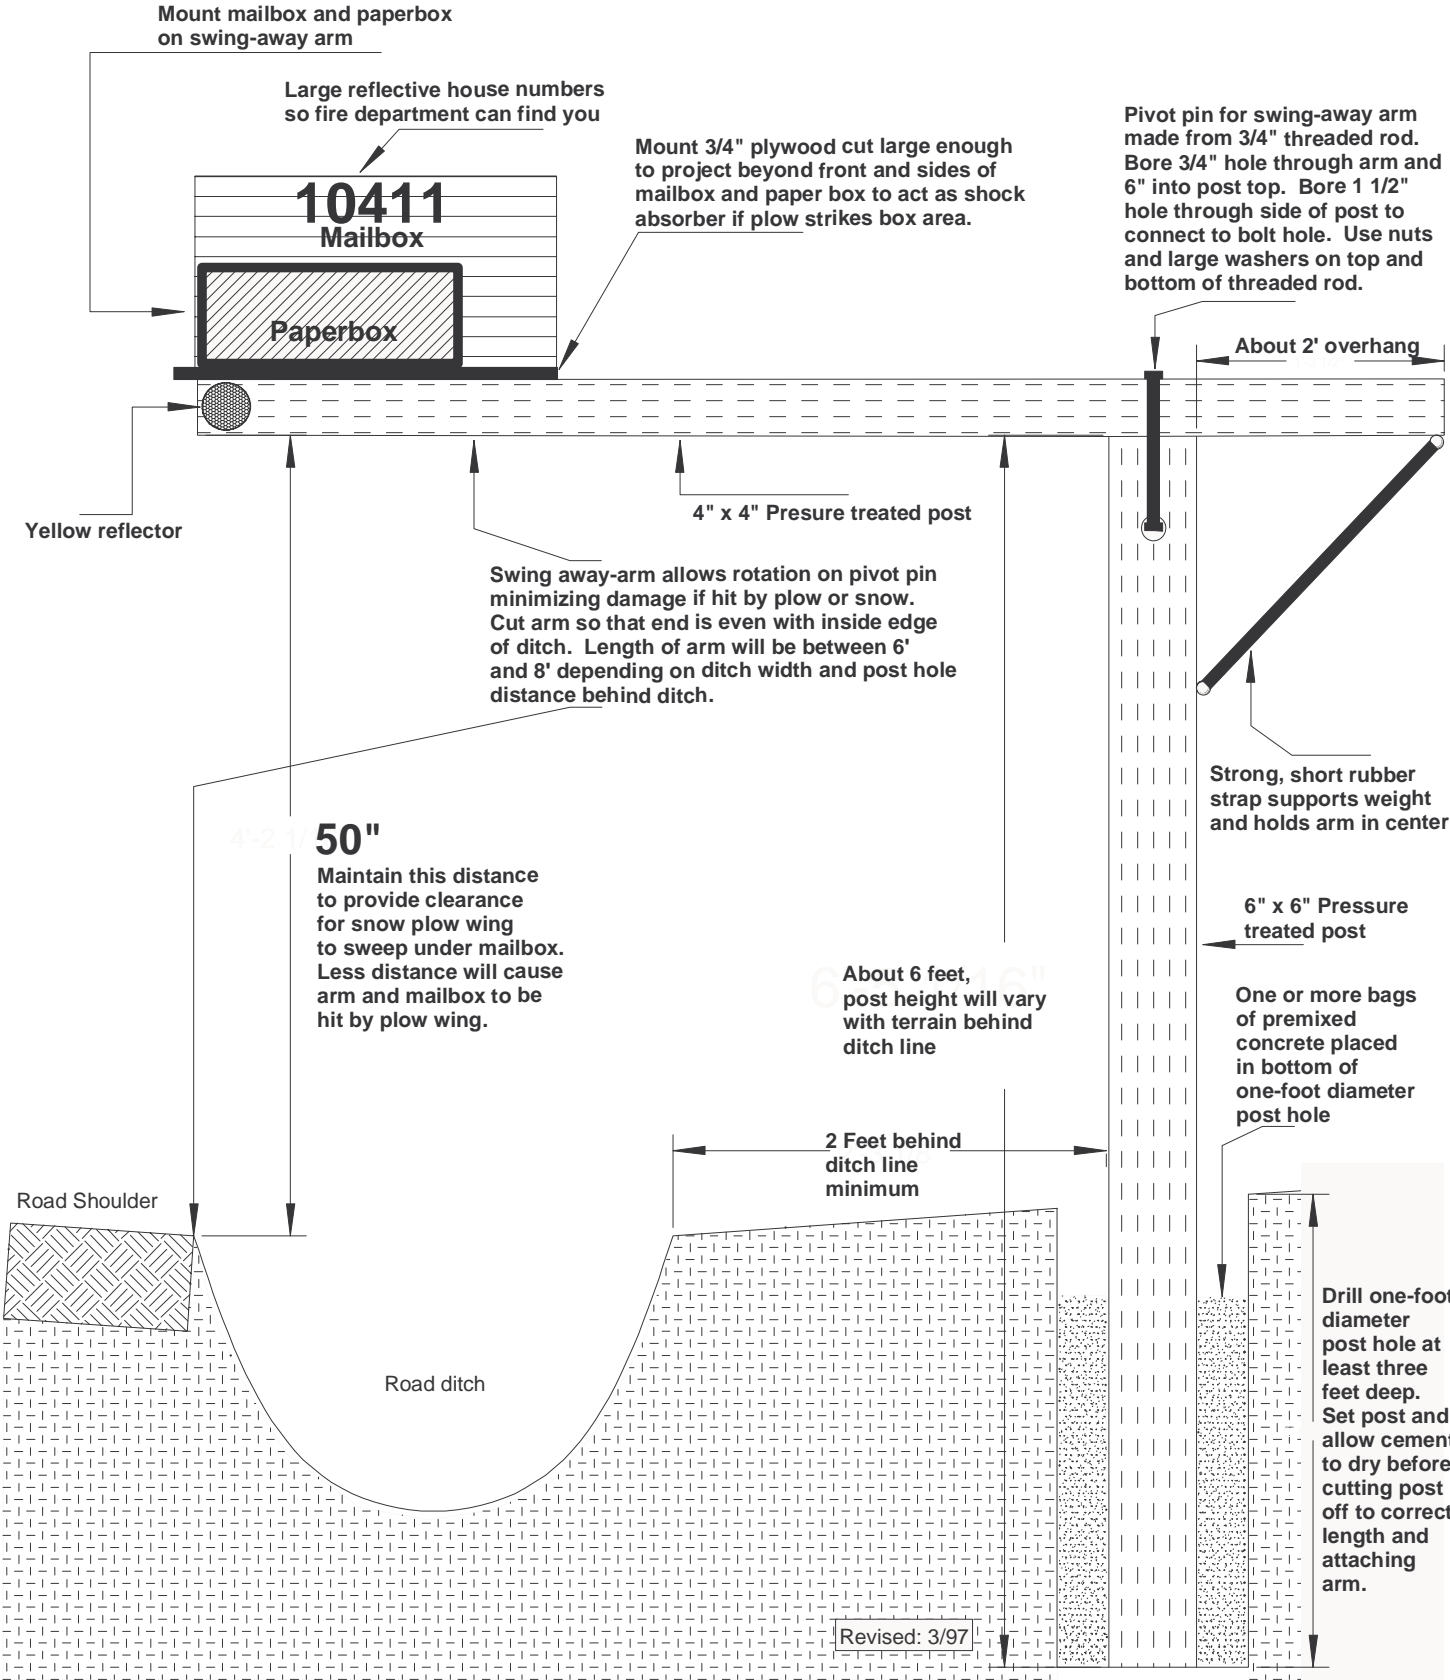 Mount mailbox and paperbox
on swing-away arm
Large reflective house numbers
so fire department can find you
Mount 3/4" plywood cut large enough
to project beyond front and sides of
mailbox and paper box to act as shock
absorber if plow strikes box area.
Pivot pin for swing-away arm
made from 3/4" threaded rod.
Bore 3/4" hole through arm and
6" into post top.  Bore 1 1/2"
hole through side of post to
connect to bolt hole.  Use nuts
and large washers on top and
bottom of threaded rod.
10411
Mailbox
Paperbox
About 2' overhang
Yellow reflector
4" x 4" Presure treated post
Swing away-arm allows rotation on pivot pin
minimizing damage if hit by plow or snow.
Cut arm so that end is even with inside edge
of ditch.  Length of arm will be between 6'
and 8' depending on ditch width and post hole
distance behind ditch.
Strong, short rubber
strap supports weight
and holds arm in center
50"
Maintain this distance
to provide clearance
for snow plow wing
to sweep under mailbox.
Less distance will cause
arm and mailbox to be
hit by plow wing.
6" x 6" Pressure
treated post
About 6 feet,
post height will vary
with terrain behind
ditch line
One or more bags
of premixed
concrete placed
in bottom of
one-foot diameter
post hole
2 Feet behind
ditch line
minimum
Road Shoulder
Road ditch
Drill one-foot
diameter
post hole at
least three
feet deep.
Set post and
allow cement
to dry before
cutting post
off to correct
length and
attaching
arm.
Revised: 3/97